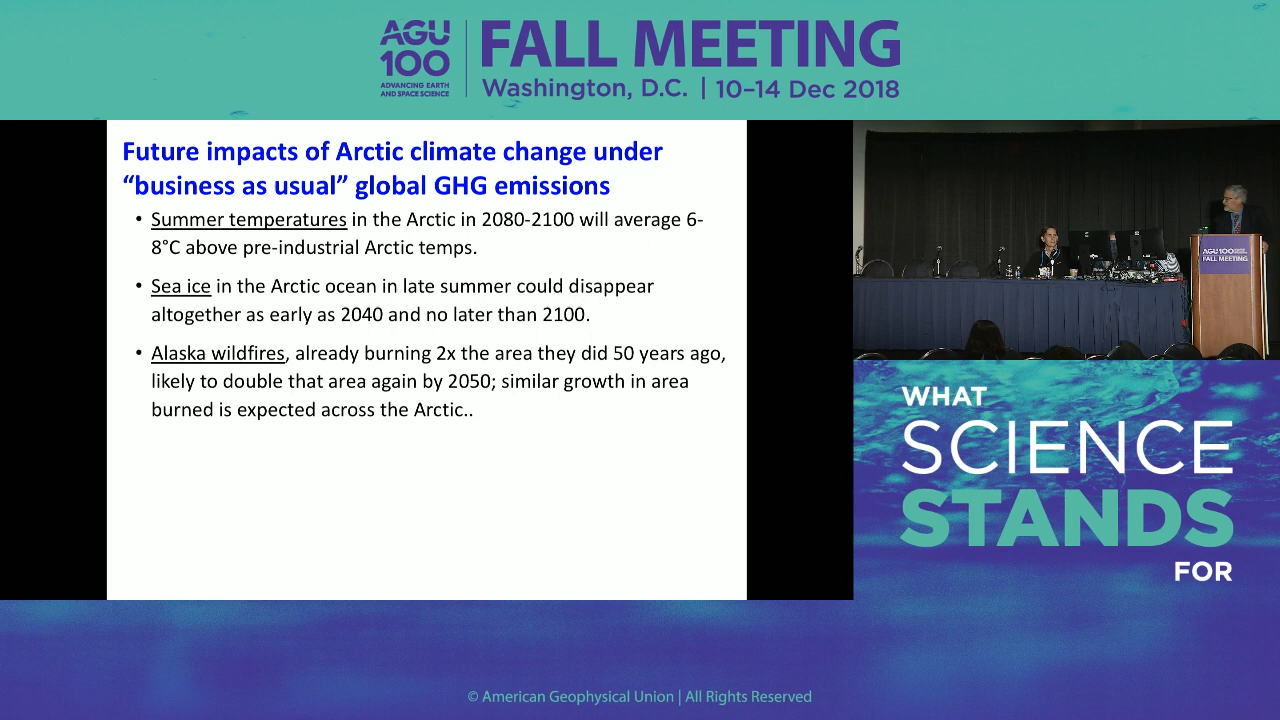 AGU
100
ADVANCING EARTH
AND SPACE SCIENCE
FALL MEETING
Washington, D.C. | 10–14 Dec 2018
Future impacts of Arctic climate change under
“business as usual” global GHG emissions
• Summer temperatures in the Arctic in 2080-2100 will average 6-
8°C above pre-industrial Arctic temps.
• Sea ice in the Arctic ocean in late summer could disappear
altogether as early as 2040 and no later than 2100.
• Alaska wildfires, already burning 2x the area they did 50 years ago,
likely to double that area again by 2050; similar growth in area
burned is expected across the Arctic..
AGU100
FALL MEETING
WHAT
SCIENCE
STANDS
FOR
© American Geophysical Union | All Rights Reserved